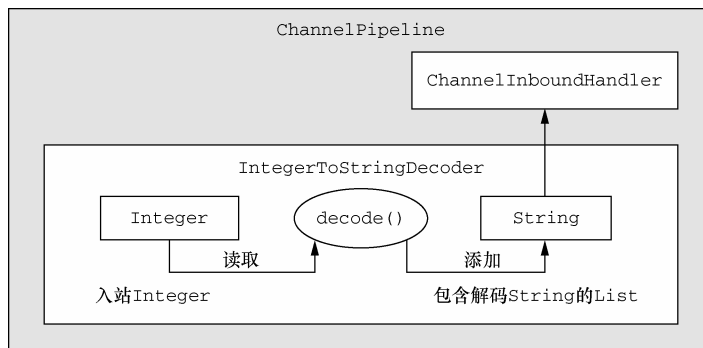 ChannelPipeline
ChannelInboundHandler
IntegerToStringDecoder
Integer
decode()
String
读取
添加
入站Integer
包含解码String的List